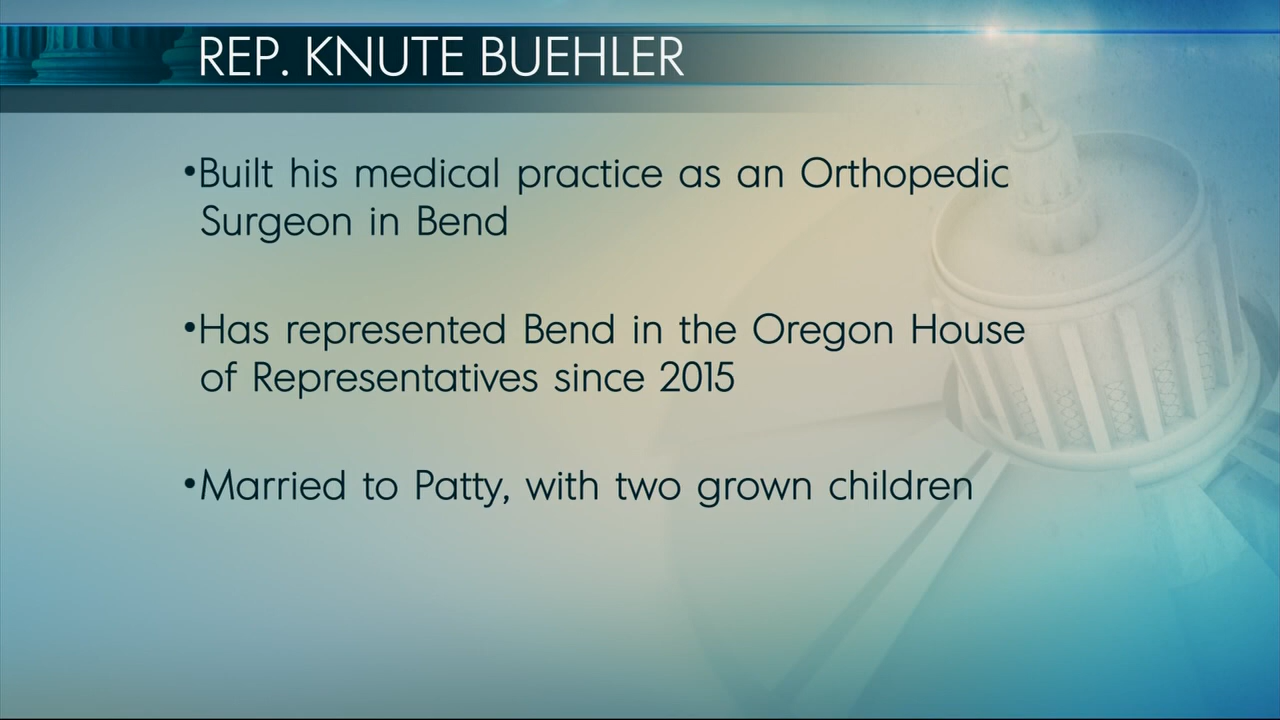 REP. KNUTE BUEHLER
•Built his medical practice as an Orthopedic
Surgeon in Bend
•Has represented Bend in the Oregon House
of Representatives since 2015
•Married to Patty, with two grown children